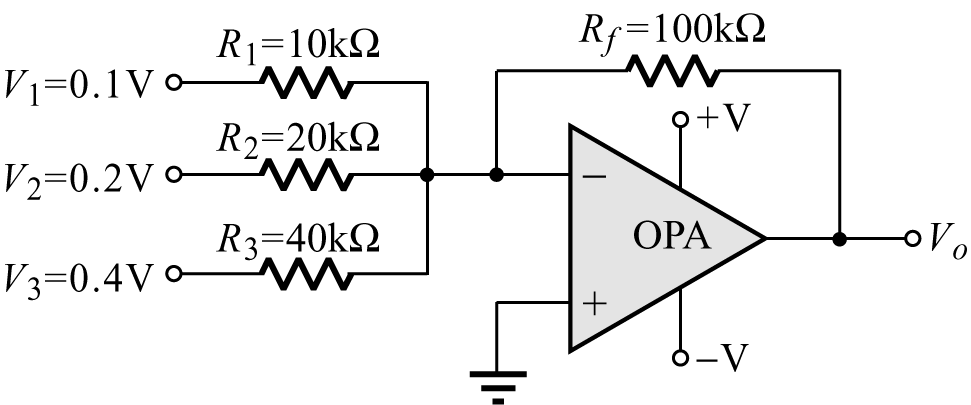 R1=10kΩ
Rf=100kΩ
V1=0.1V
+V
R2=20kΩ
V2=0.2V
−
OPA
Vo
R3=40kΩ
V3=0.4V
+
−V